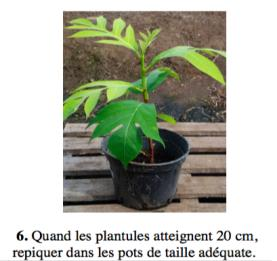 6. Quand les plantules atteignent 20 cm,
repiquer dans les pots de taille adéquate.